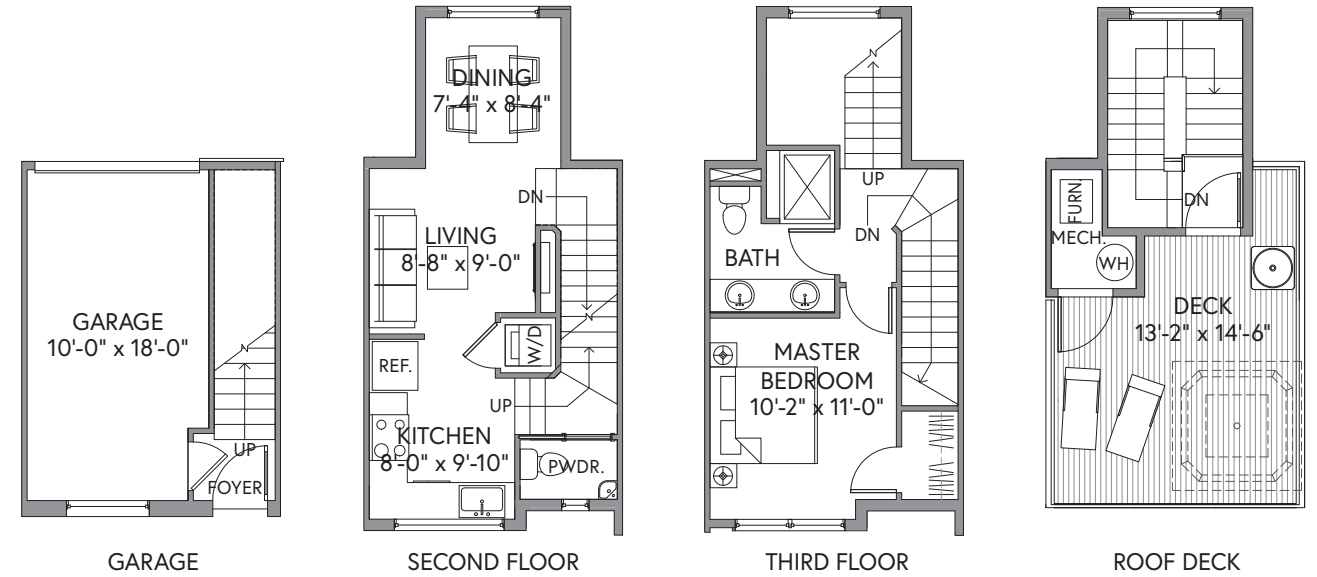 GARAGE
10'-0" x 18'-0"
N
UP
FOYER
GARAGE
DINING
7'-4" x 8'-4"
DN
LIVING
8'-8" x 9'-0"
N
W/D
REF.
UP
KITCHEN
8'-0" x 9'-10"
PWDR.
SECOND FLOOR
N
UP
DN
BATH
MASTER
BEDROOM
10'-2" x 11'-0"
THIRD FLOOR
DN
FURN.
MECH.
WH
DECK
13'-2" x 14'-6"
ROOF DECK